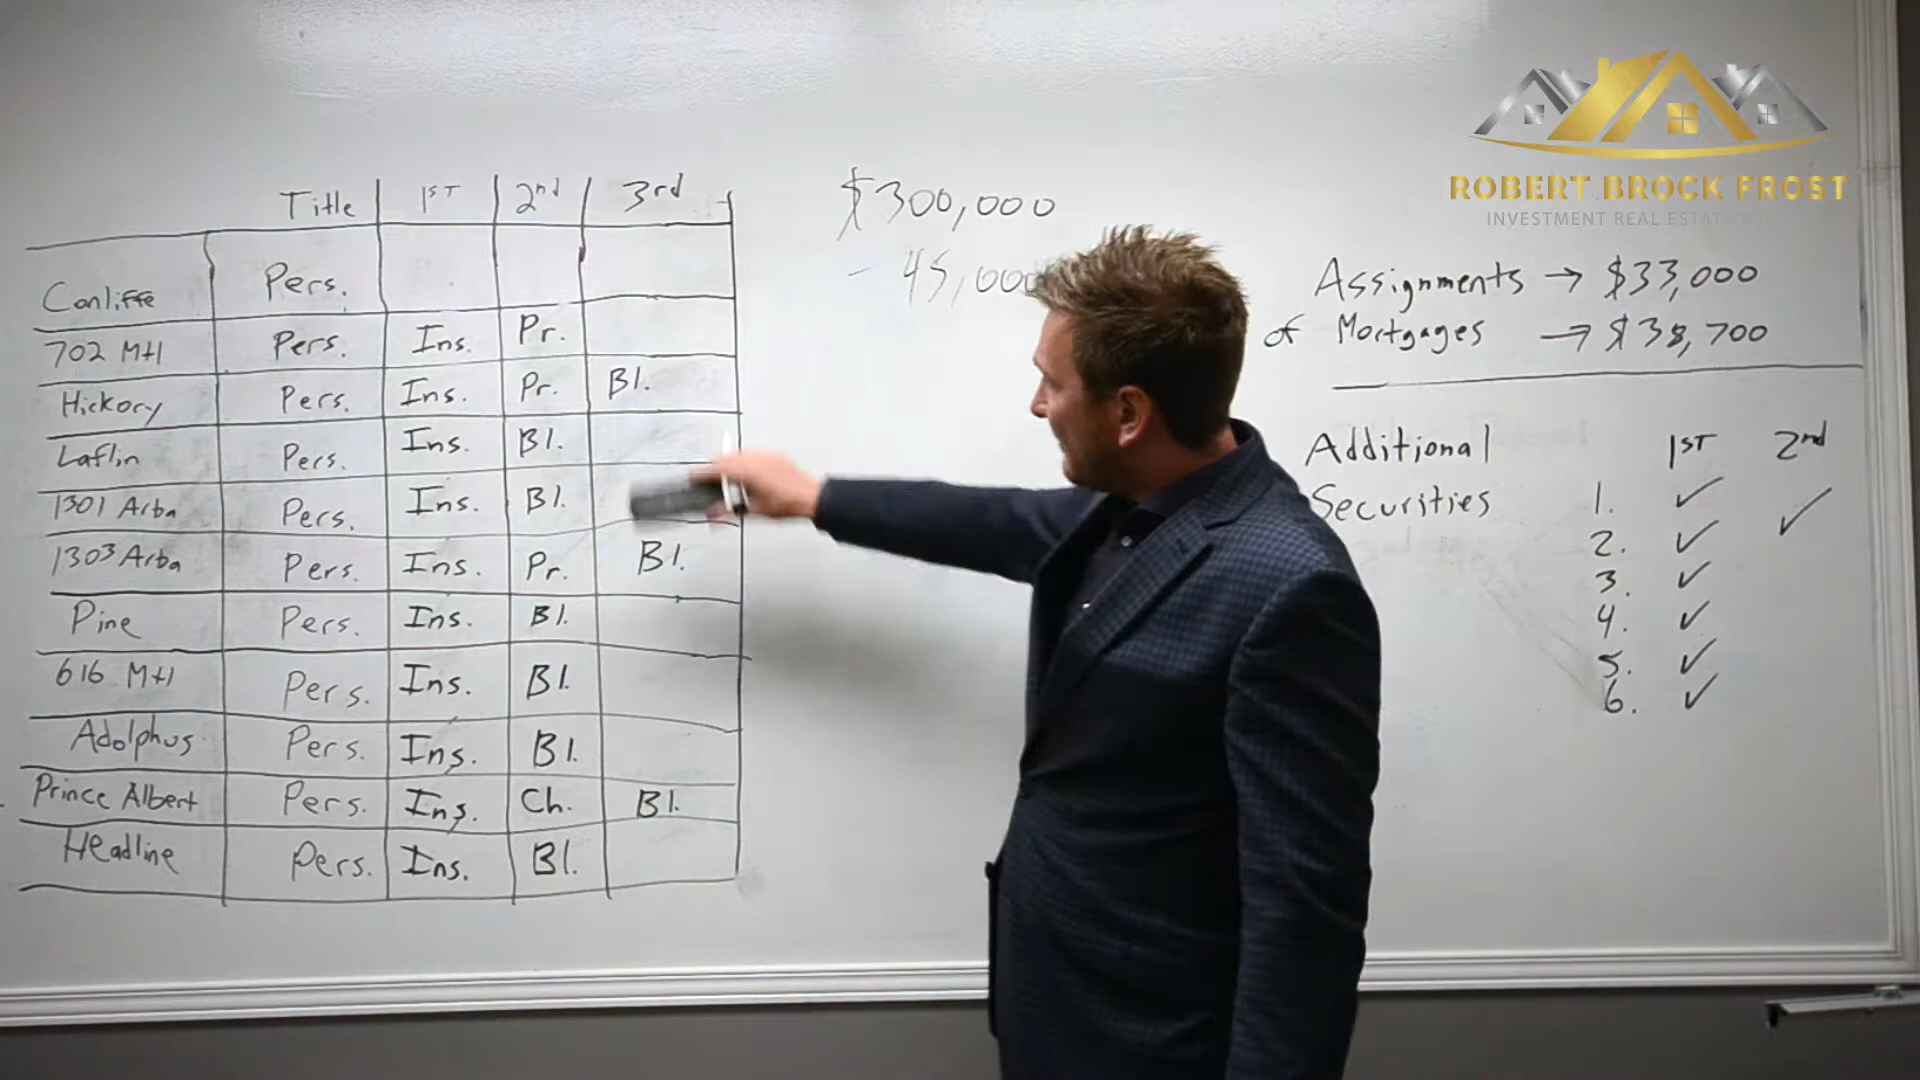 Title 1ST 2nd 3rd
Conliffe Pers.
702 Mtl Pers. Ins. Pr.
Hickory Pers. Ins. Pr. Bl.
Laflin Pers. Ins. Bl.
1301 Arba Pers. Ins. Bl.
1303 Arba Pers. Ins. Pr. Bl.
Pine Pers. Ins. Bl.
616 Mtl Pers. Ins. Bl.
Adolphus Pers. Ins. Bl.
Prince Albert Pers. Ins. Ch. Bl.
Headline Pers. Ins. Bl.
$300,000
- 45,000
ROBERT BROCK FROST
INVESTMENT REAL
Assignments → $33,000
of Mortgages → $38,700
Additional 1ST 2nd
Securities 1. ✓
2. ✓ ✓
3. ✓
4. ✓
5. ✓
6. ✓